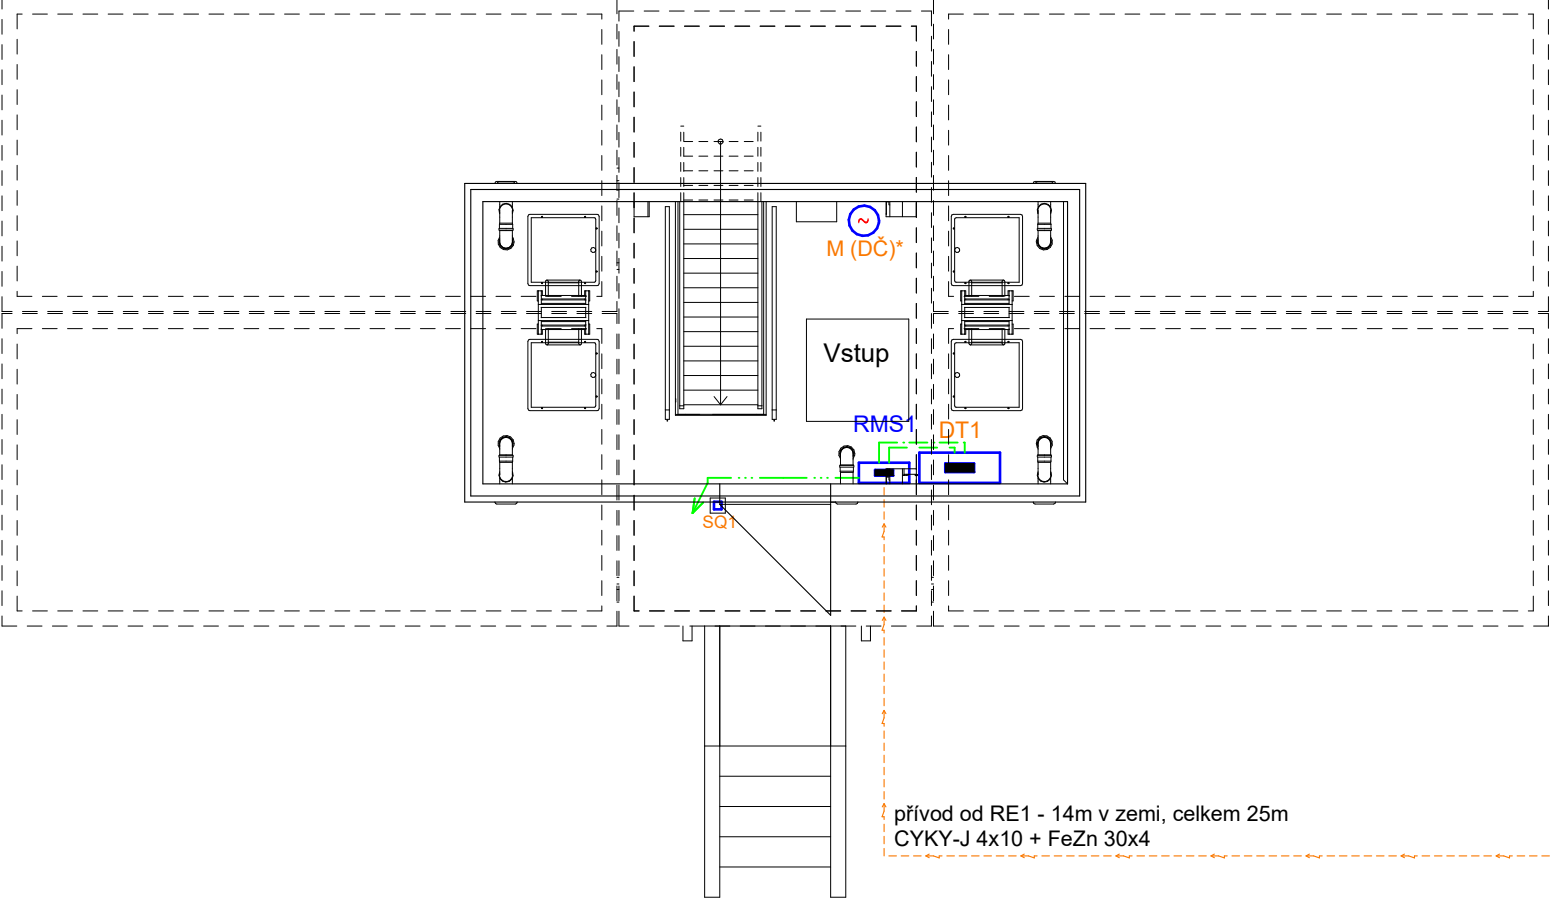 ~
M (DČ)*
Vstup
RMS1
DT1
SQ1
přívod od RE1 - 14m v zemi, celkem 25m
CYKY-J 4x10 + FeZn 30x4